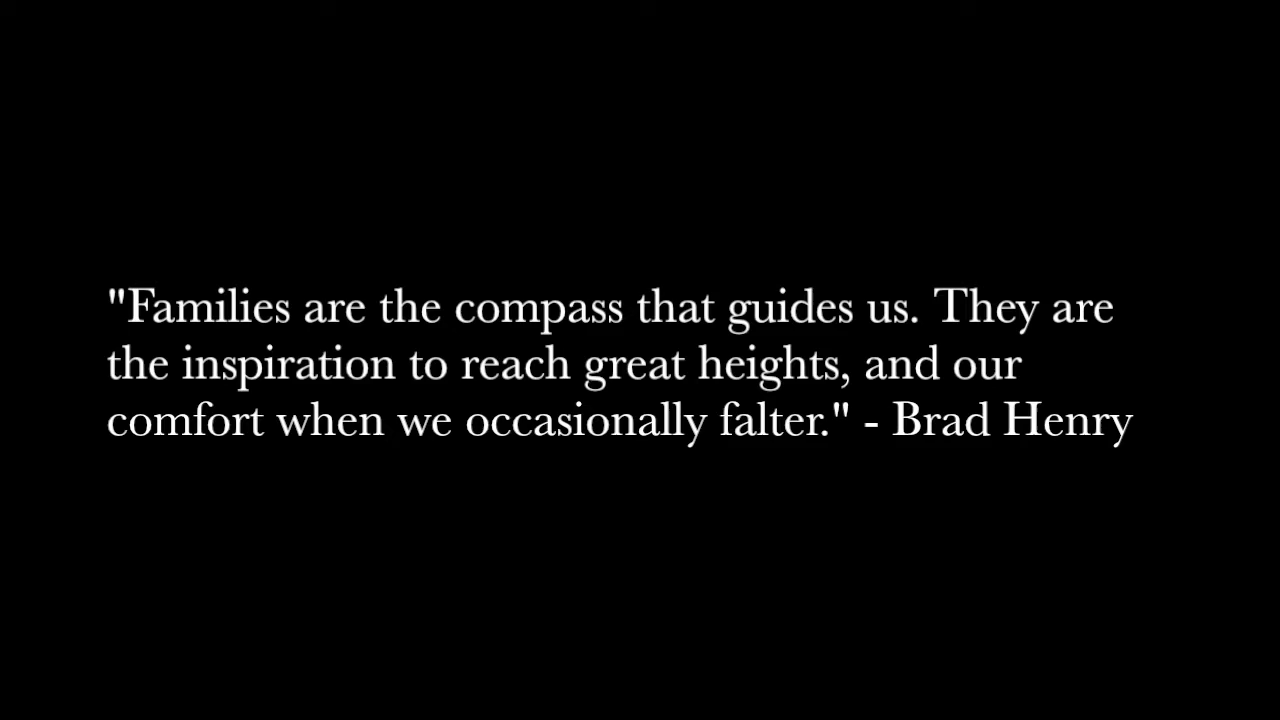 "Families are the compass that guides us. They are
the inspiration to reach great heights, and our
comfort when we occasionally falter." - Brad Henry